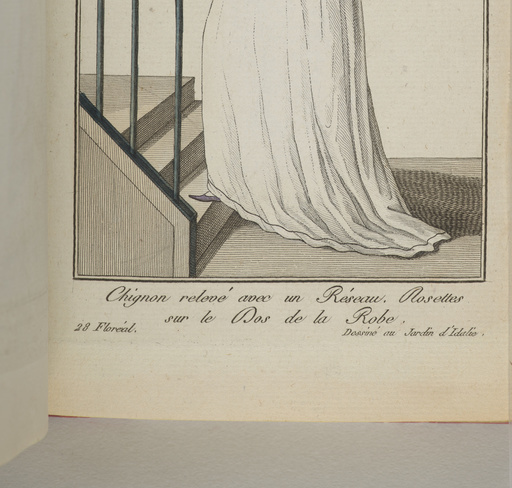 Chignon relevé avec un Réseau. Rosettes
sur le Dos de la Robe.
28 Floréal.
Dessiné au Jardin d'Idalie.